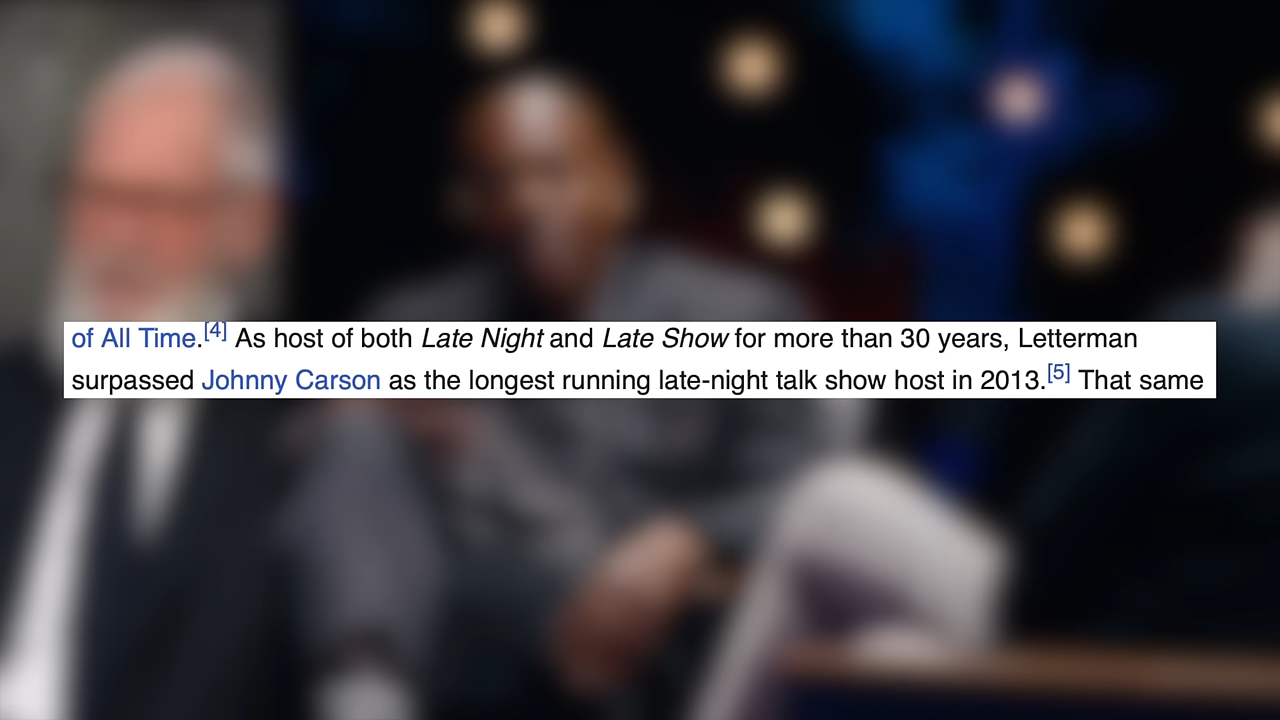 of All Time.[4] As host of both Late Night and Late Show for more than 30 years, Letterman
surpassed Johnny Carson as the longest running late-night talk show host in 2013.[5] That same